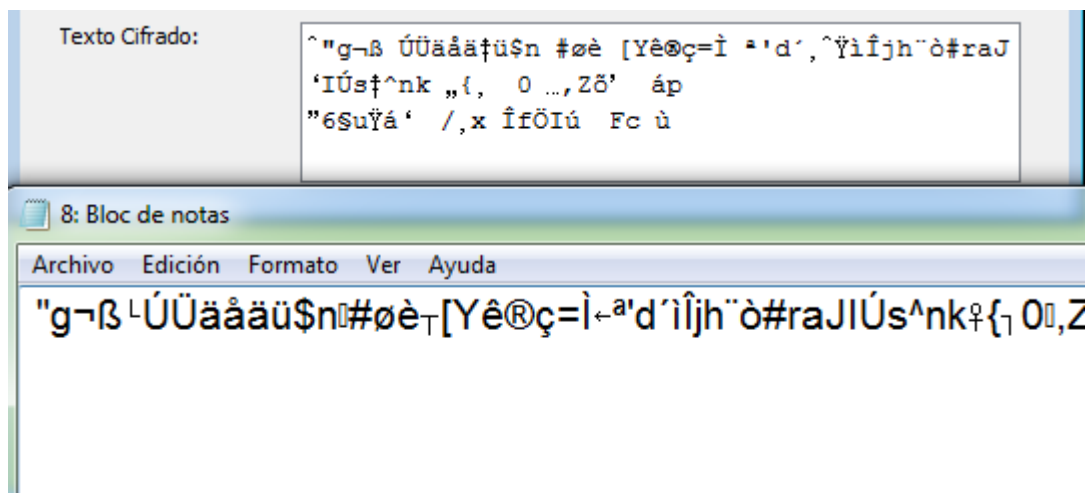 Texto Cifrado:
ˆ"g¬ß ÚÜäåä‡ü$n #øè [Yê®ç=Ì ª'd´‚ˆŸìÎjh¨ò#raJ
‘IÚs‡^nk „{‚  0 …,Zõ’  áp
”6§uŸá‘  /‚x ÎfÖIú  Fc ù
8: Bloc de notas
Archivo Edición Formato Ver Ayuda
"g¬ß└ÚÜäåäü$n▯#øè┬[Yê®ç=Ì←ª'd´ìÎjh¨ò#raJIÚs^nk♀{┐0▯,Z